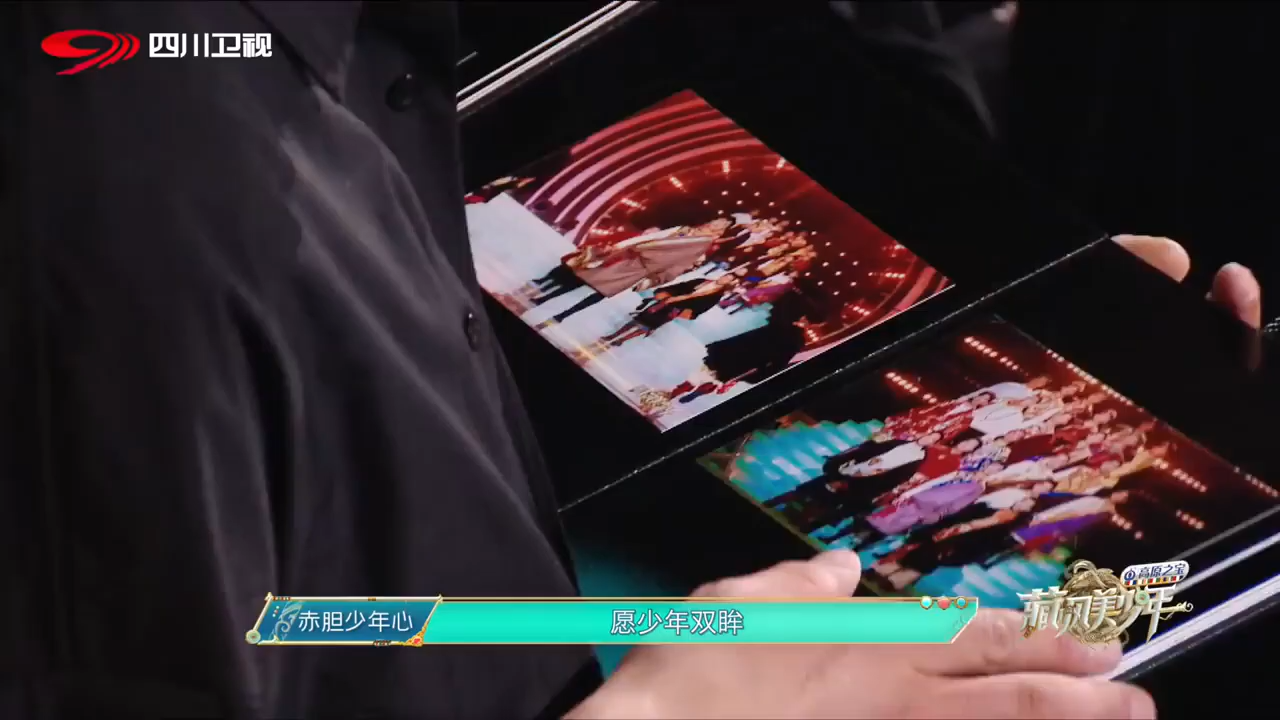 四川卫视
高原之宝
藏风美少年
赤胆少年心
愿少年双眸